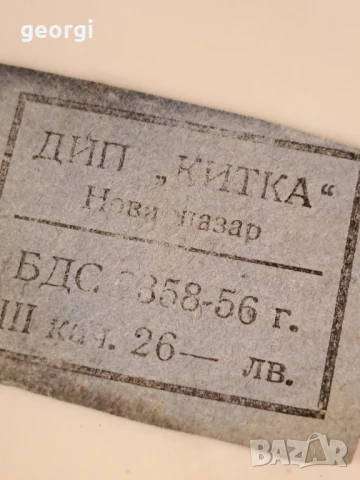 georgi
ДИП „КИТКА“
Нови пазар
БДС 358-56 г.
III кач. 26— лв.
BAZAR